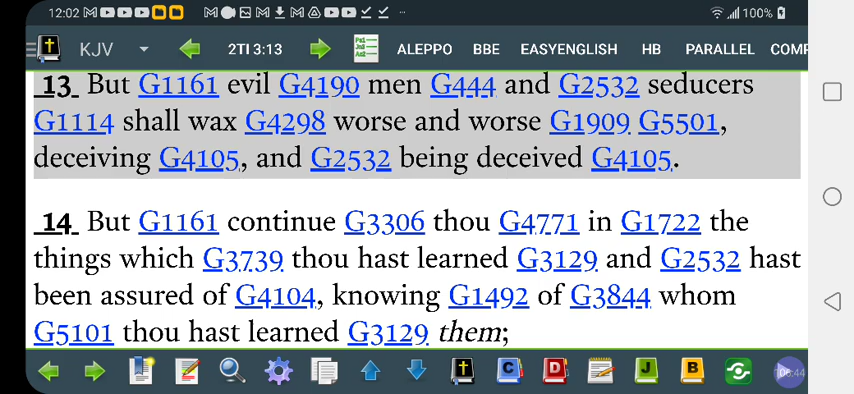 12:02 100%
KJV 2TI 3:13 ALEPPO BBE EASYENGLISH HB PARALLEL
13 But G1161 evil G4190 men G444 and G2532 seducers
G1114 shall wax G4298 worse and worse G1909 G5501,
deceiving G4105, and G2532 being deceived G4105.
14 But G1161 continue G3306 thou G4771 in G1722 the
things which G3739 thou hast learned G3129 and G2532 hast
been assured of G4104, knowing G1492 of G3844 whom
G5101 thou hast learned G3129 them;
C D J B